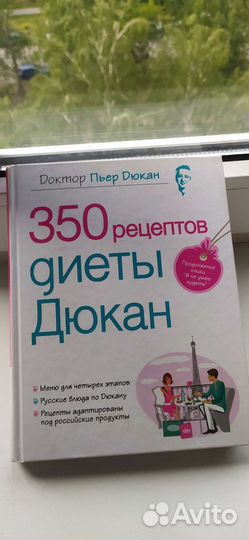 Доктор Пьер Дюкан
350 рецептов
диеты
Дюкан
Продолжение
книги
"Я не умею
худеть"
Меню для четырех этапов
Русские блюда по Дюкану
Рецепты адаптированы
под российские продукты
Avito